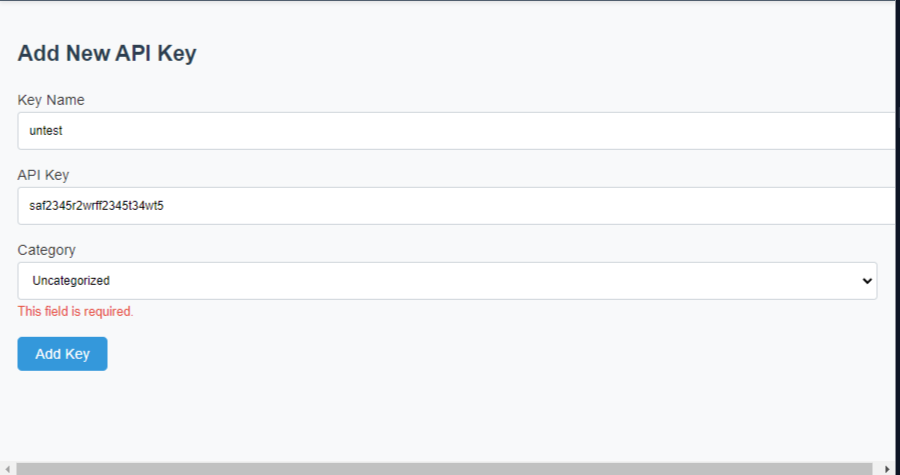 Add New API Key
Key Name
untest
API Key
saf2345r2wrff2345t34wt5
Category
Uncategorized
This field is required.
Add Key